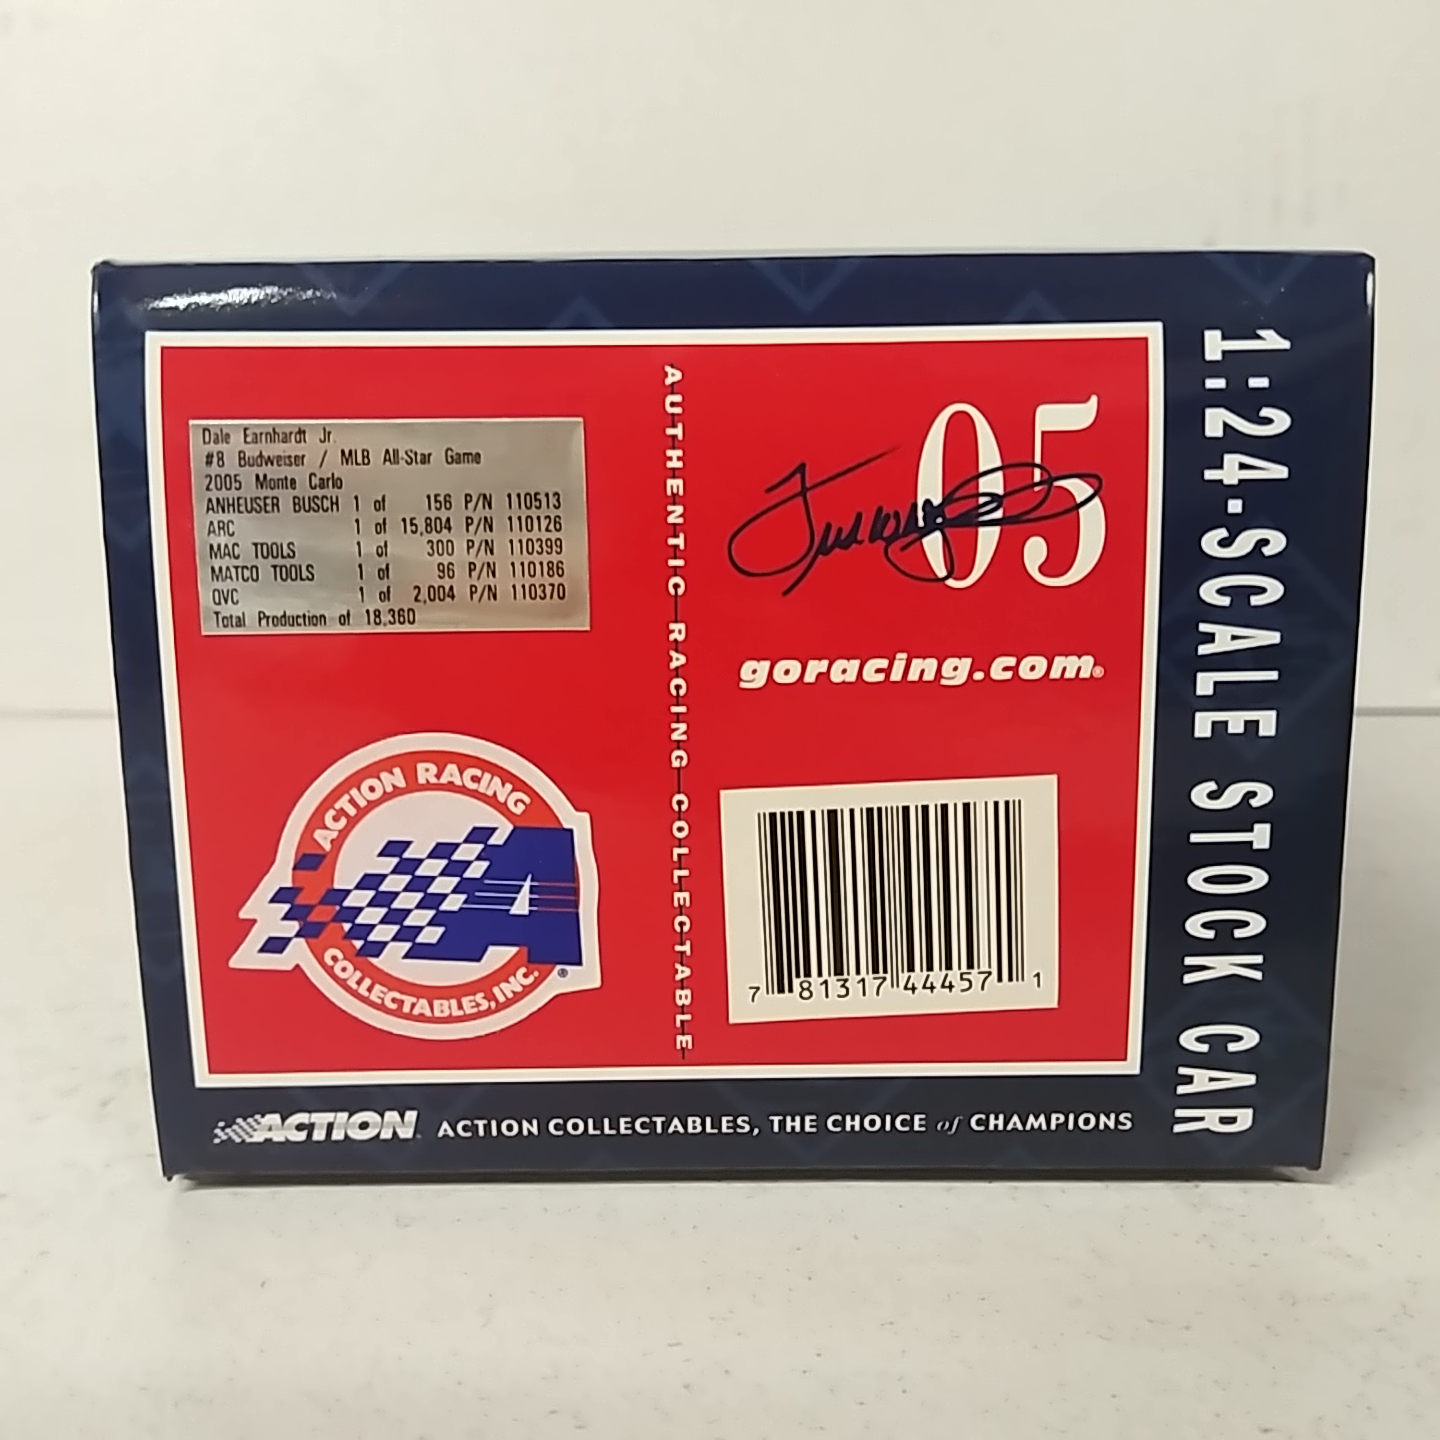 Dale Earnhardt Jr.
#8 Budweiser / MLB All-Star Game
2005 Monte Carlo
ANHEUSER BUSCH 1 of 156 P/N 110513
ARC 1 of 15,804 P/N 110126
MAC TOOLS 1 of 300 P/N 110399
MATCO TOOLS 1 of 96 P/N 110186
QVC 1 of 2,004 P/N 110370
Total Production of 18,360
AUTHENTIC RACING COLLECTABLE
05
goracing.com®
ACTION RACING
COLLECTABLES, INC.
®
7 81317 44457 1
1:24-SCALE STOCK CAR
ACTION
ACTION COLLECTABLES, THE CHOICE of CHAMPIONS